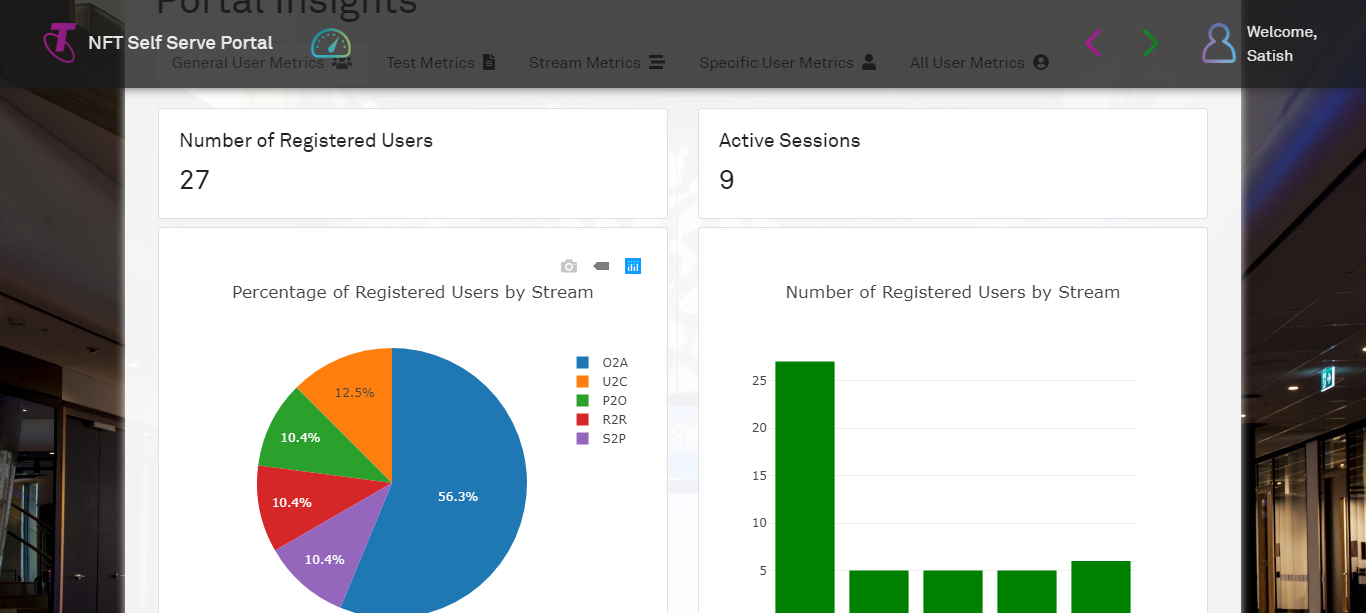 Portal Insights
NFT Self Serve Portal
Welcome,
Satish
General User Metrics
Test Metrics
Stream Metrics
Specific User Metrics
All User Metrics
Number of Registered Users
27
Active Sessions
9
Percentage of Registered Users by Stream
O2A
U2C
P2O
R2R
S2P
12.5%
10.4%
10.4%
10.4%
56.3%
Number of Registered Users by Stream
25
20
15
10
5